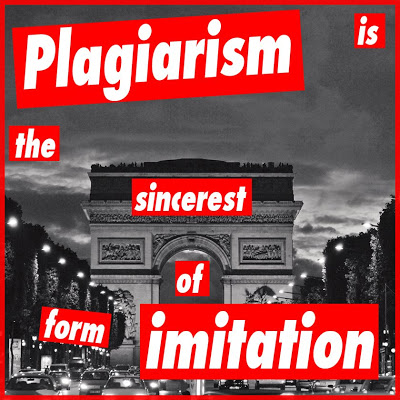 Plagiarism is
the
sincerest
form of
imitation